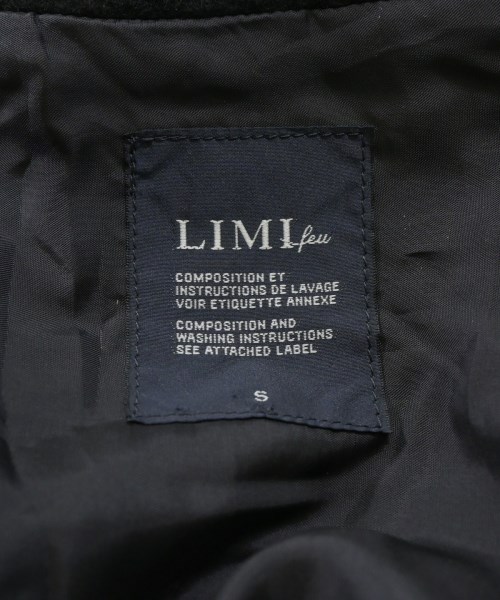 LIMI feu
COMPOSITION ET
INSTRUCTIONS DE LAVAGE
VOIR ETIQUETTE ANNEXE
COMPOSITION AND
WASHING INSTRUCTIONS
SEE ATTACHED LABEL
S